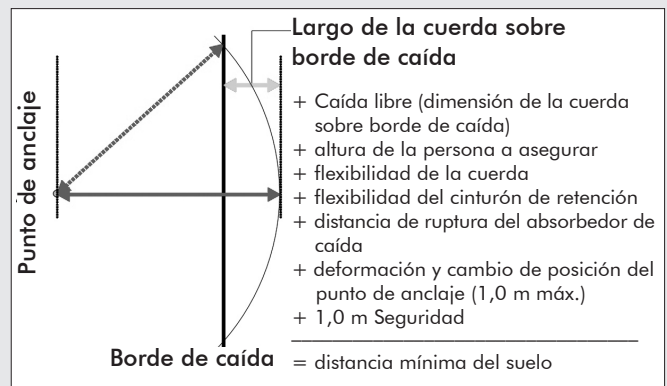 Largo de la cuerda sobre
borde de caída
Punto de anclaje
+ Caída libre (dimensión de la cuerda
sobre borde de caída)
+ altura de la persona a asegurar
+ flexibilidad de la cuerda
+ flexibilidad del cinturón de retención
+ distancia de ruptura del absorbedor de
caída
+ deformación y cambio de posición del
punto de anclaje (1,0 m máx.)
+ 1,0 m Seguridad
Borde de caída
= distancia mínima del suelo